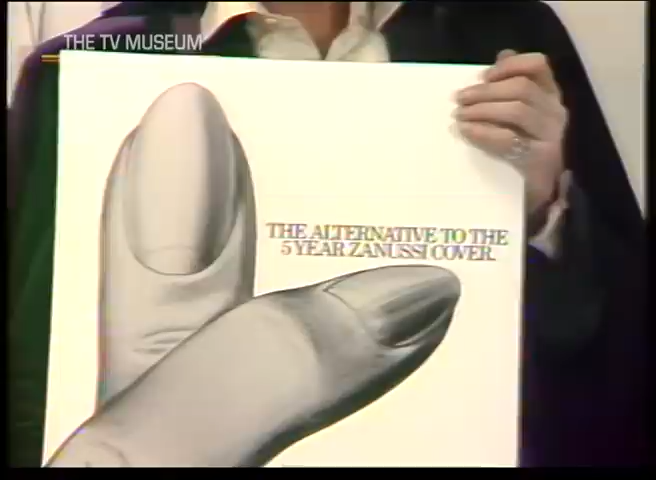 THE TV MUSEUM
THE ALTERNATIVE TO THE
5 YEAR ZANUSSI COVER.